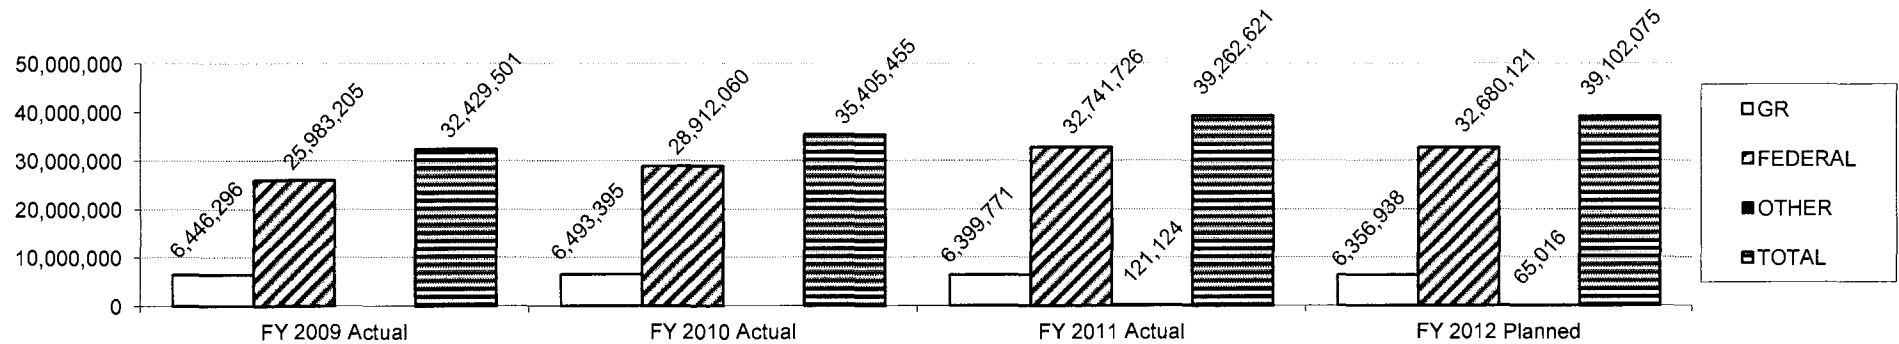 50,000,000
40,000,000
30,000,000
20,000,000
10,000,000
0
6,446,296
25,983,205
32,429,501
6,493,395
28,912,060
35,405,455
6,399,771
32,741,726
121,124
39,262,621
6,356,938
32,680,121
65,016
39,102,075
FY 2009 Actual
FY 2010 Actual
FY 2011 Actual
FY 2012 Planned
GR
FEDERAL
OTHER
TOTAL